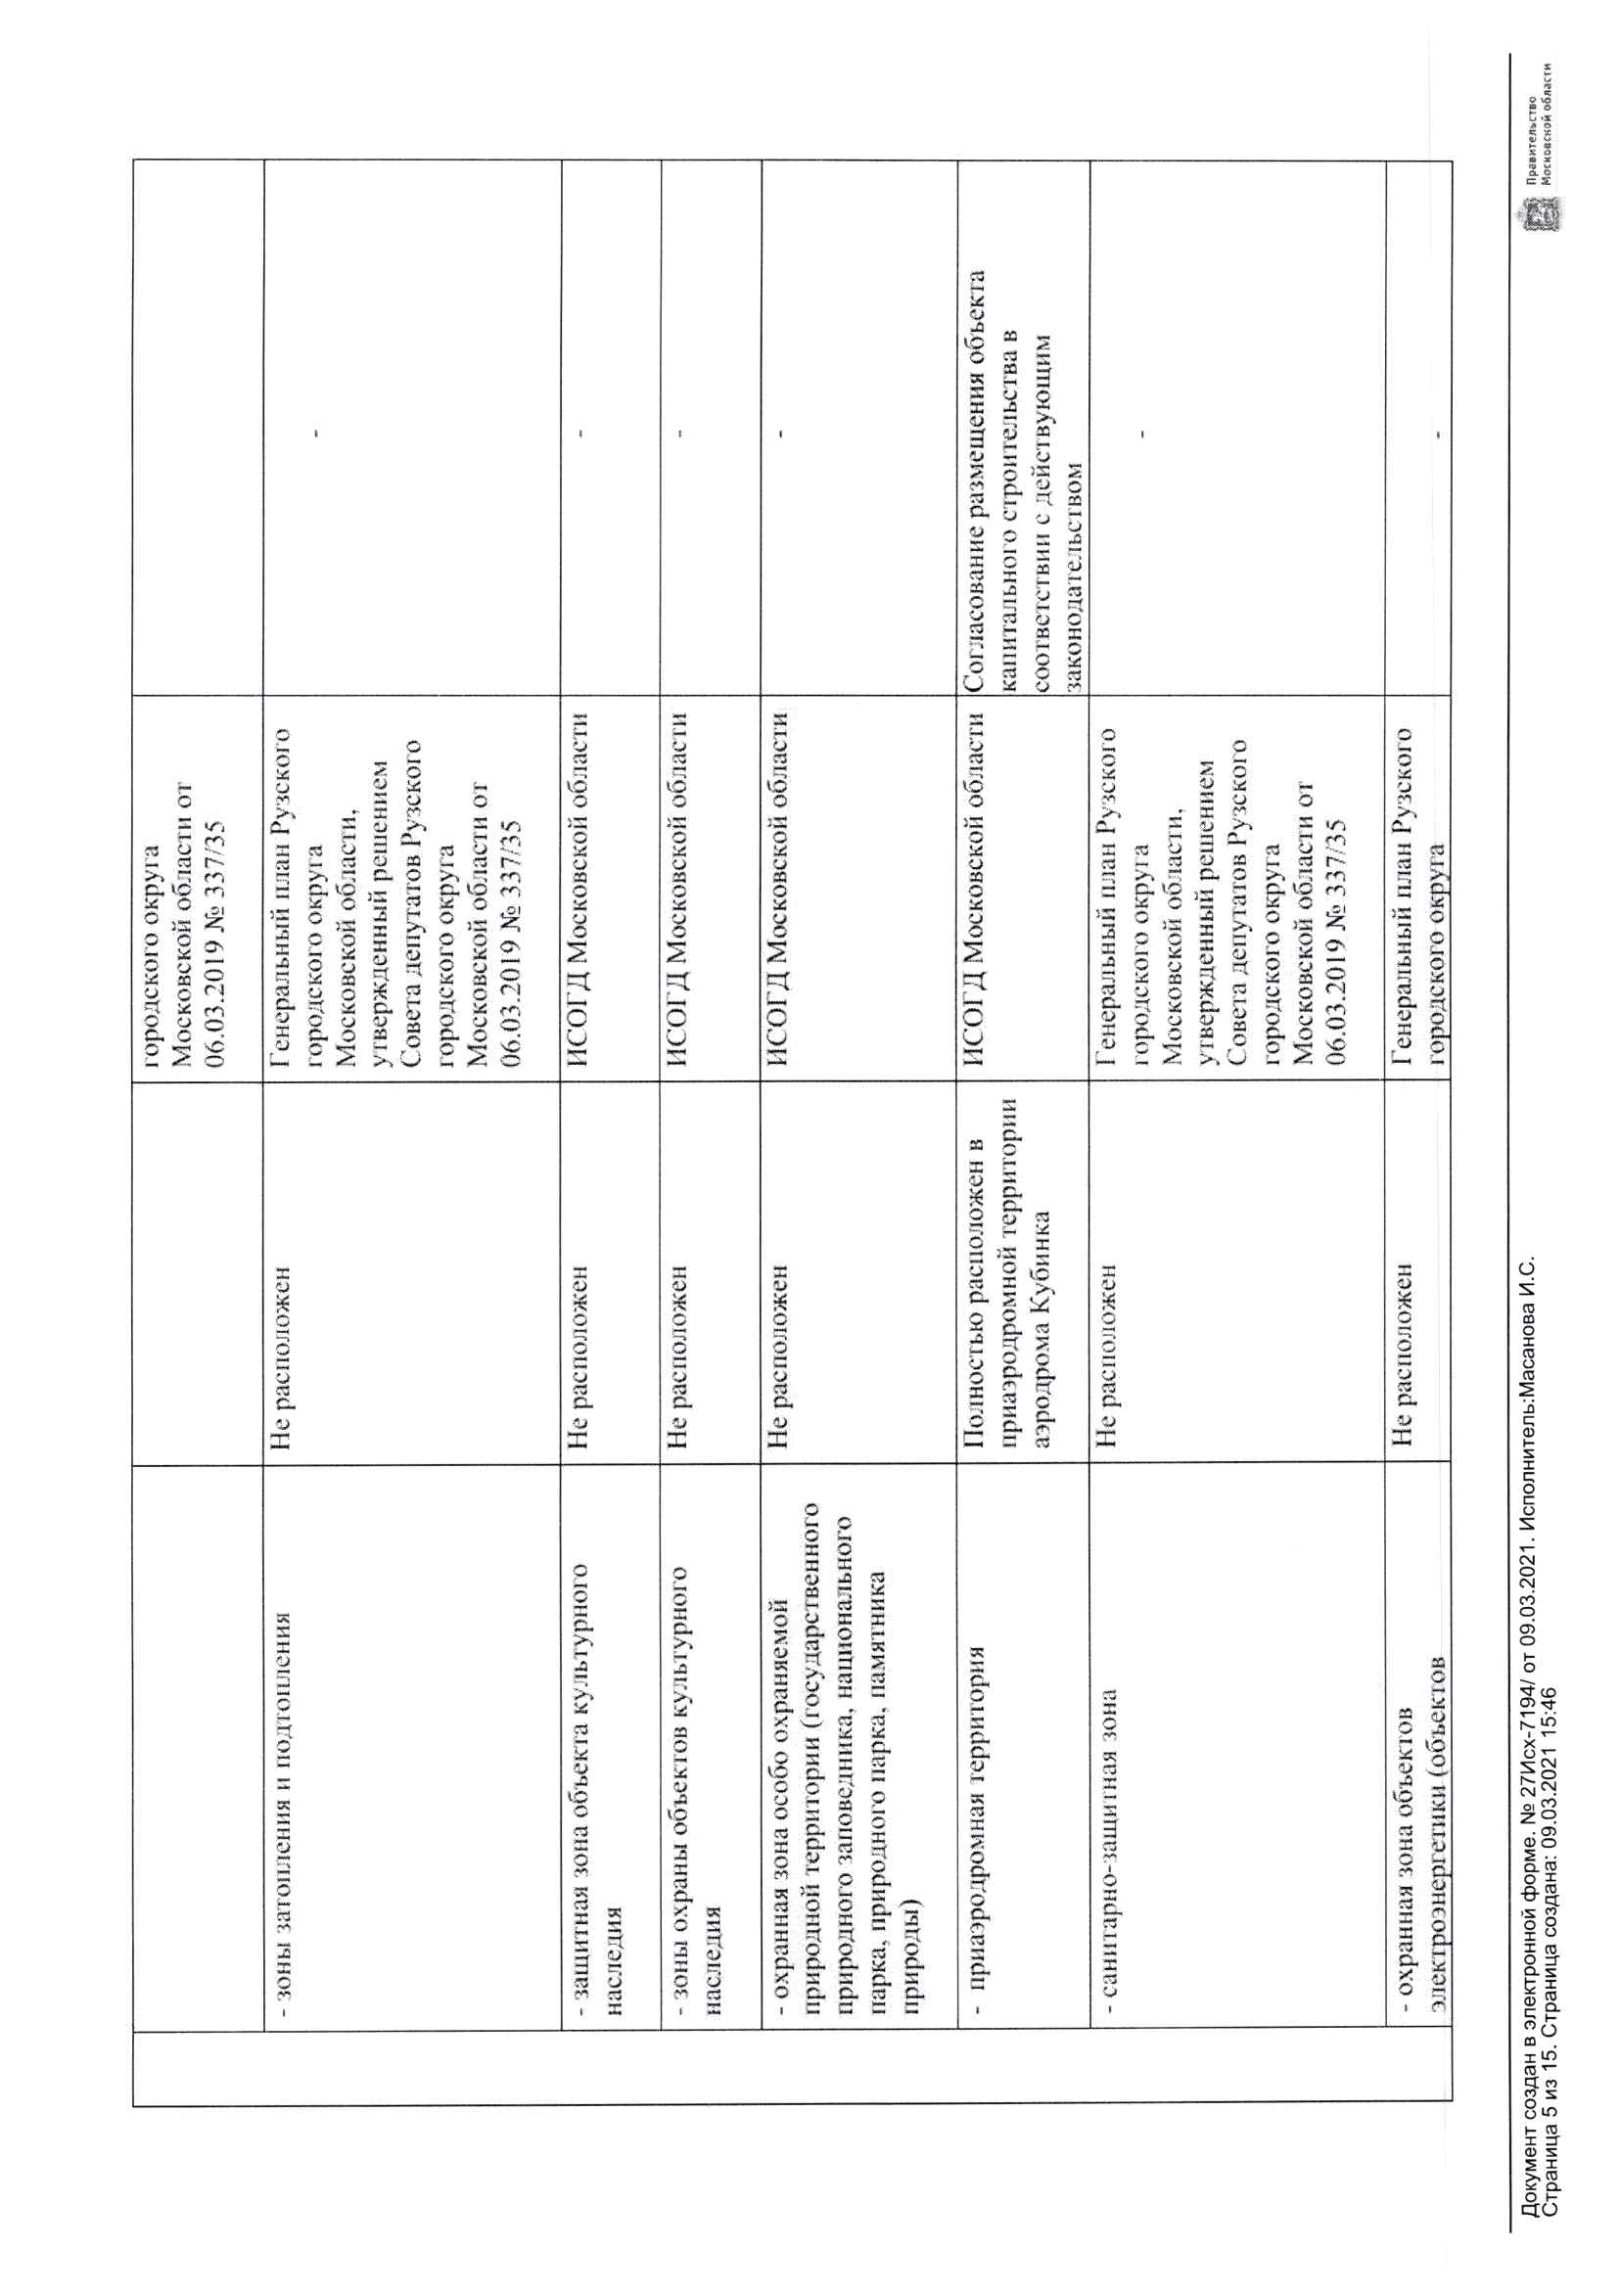 городского округа
Московской области от
06.03.2019 № 337/35
- зоны затопления и подтопления
Не расположен
Генеральный план Рузского
городского округа
Московской области,
утвержденный решением
Совета депутатов Рузского
городского округа
Московской области от
06.03.2019 № 337/35
-
- защитная зона объекта культурного
наследия
Не расположен
ИСОГД Московской области
-
- зоны охраны объектов культурного
наследия
Не расположен
ИСОГД Московской области
-
- охранная зона особо охраняемой
природной территории (государственного
природного заповедника, национального
парка, природного парка, памятника
природы)
Не расположен
ИСОГД Московской области
-
- приаэродромная территория
Полностью расположен в
приаэродромной территории
аэродрома Кубинка
ИСОГД Московской области
Согласование размещения объекта
капитального строительства в
соответствии с действующим
законодательством
- санитарно-защитная зона
Не расположен
Генеральный план Рузского
городского округа
Московской области,
утвержденный решением
Совета депутатов Рузского
городского округа
Московской области от
06.03.2019 № 337/35
-
- охранная зона объектов
электроэнергетики (объектов
Не расположен
Генеральный план Рузского
городского округа
-
Документ создан в электронной форме. № 27Исх-7194/ от 09.03.2021. Исполнитель:Масанова И.С.
Страница 5 из 15. Страница создана: 09.03.2021 15:46
Правительство
Московской области